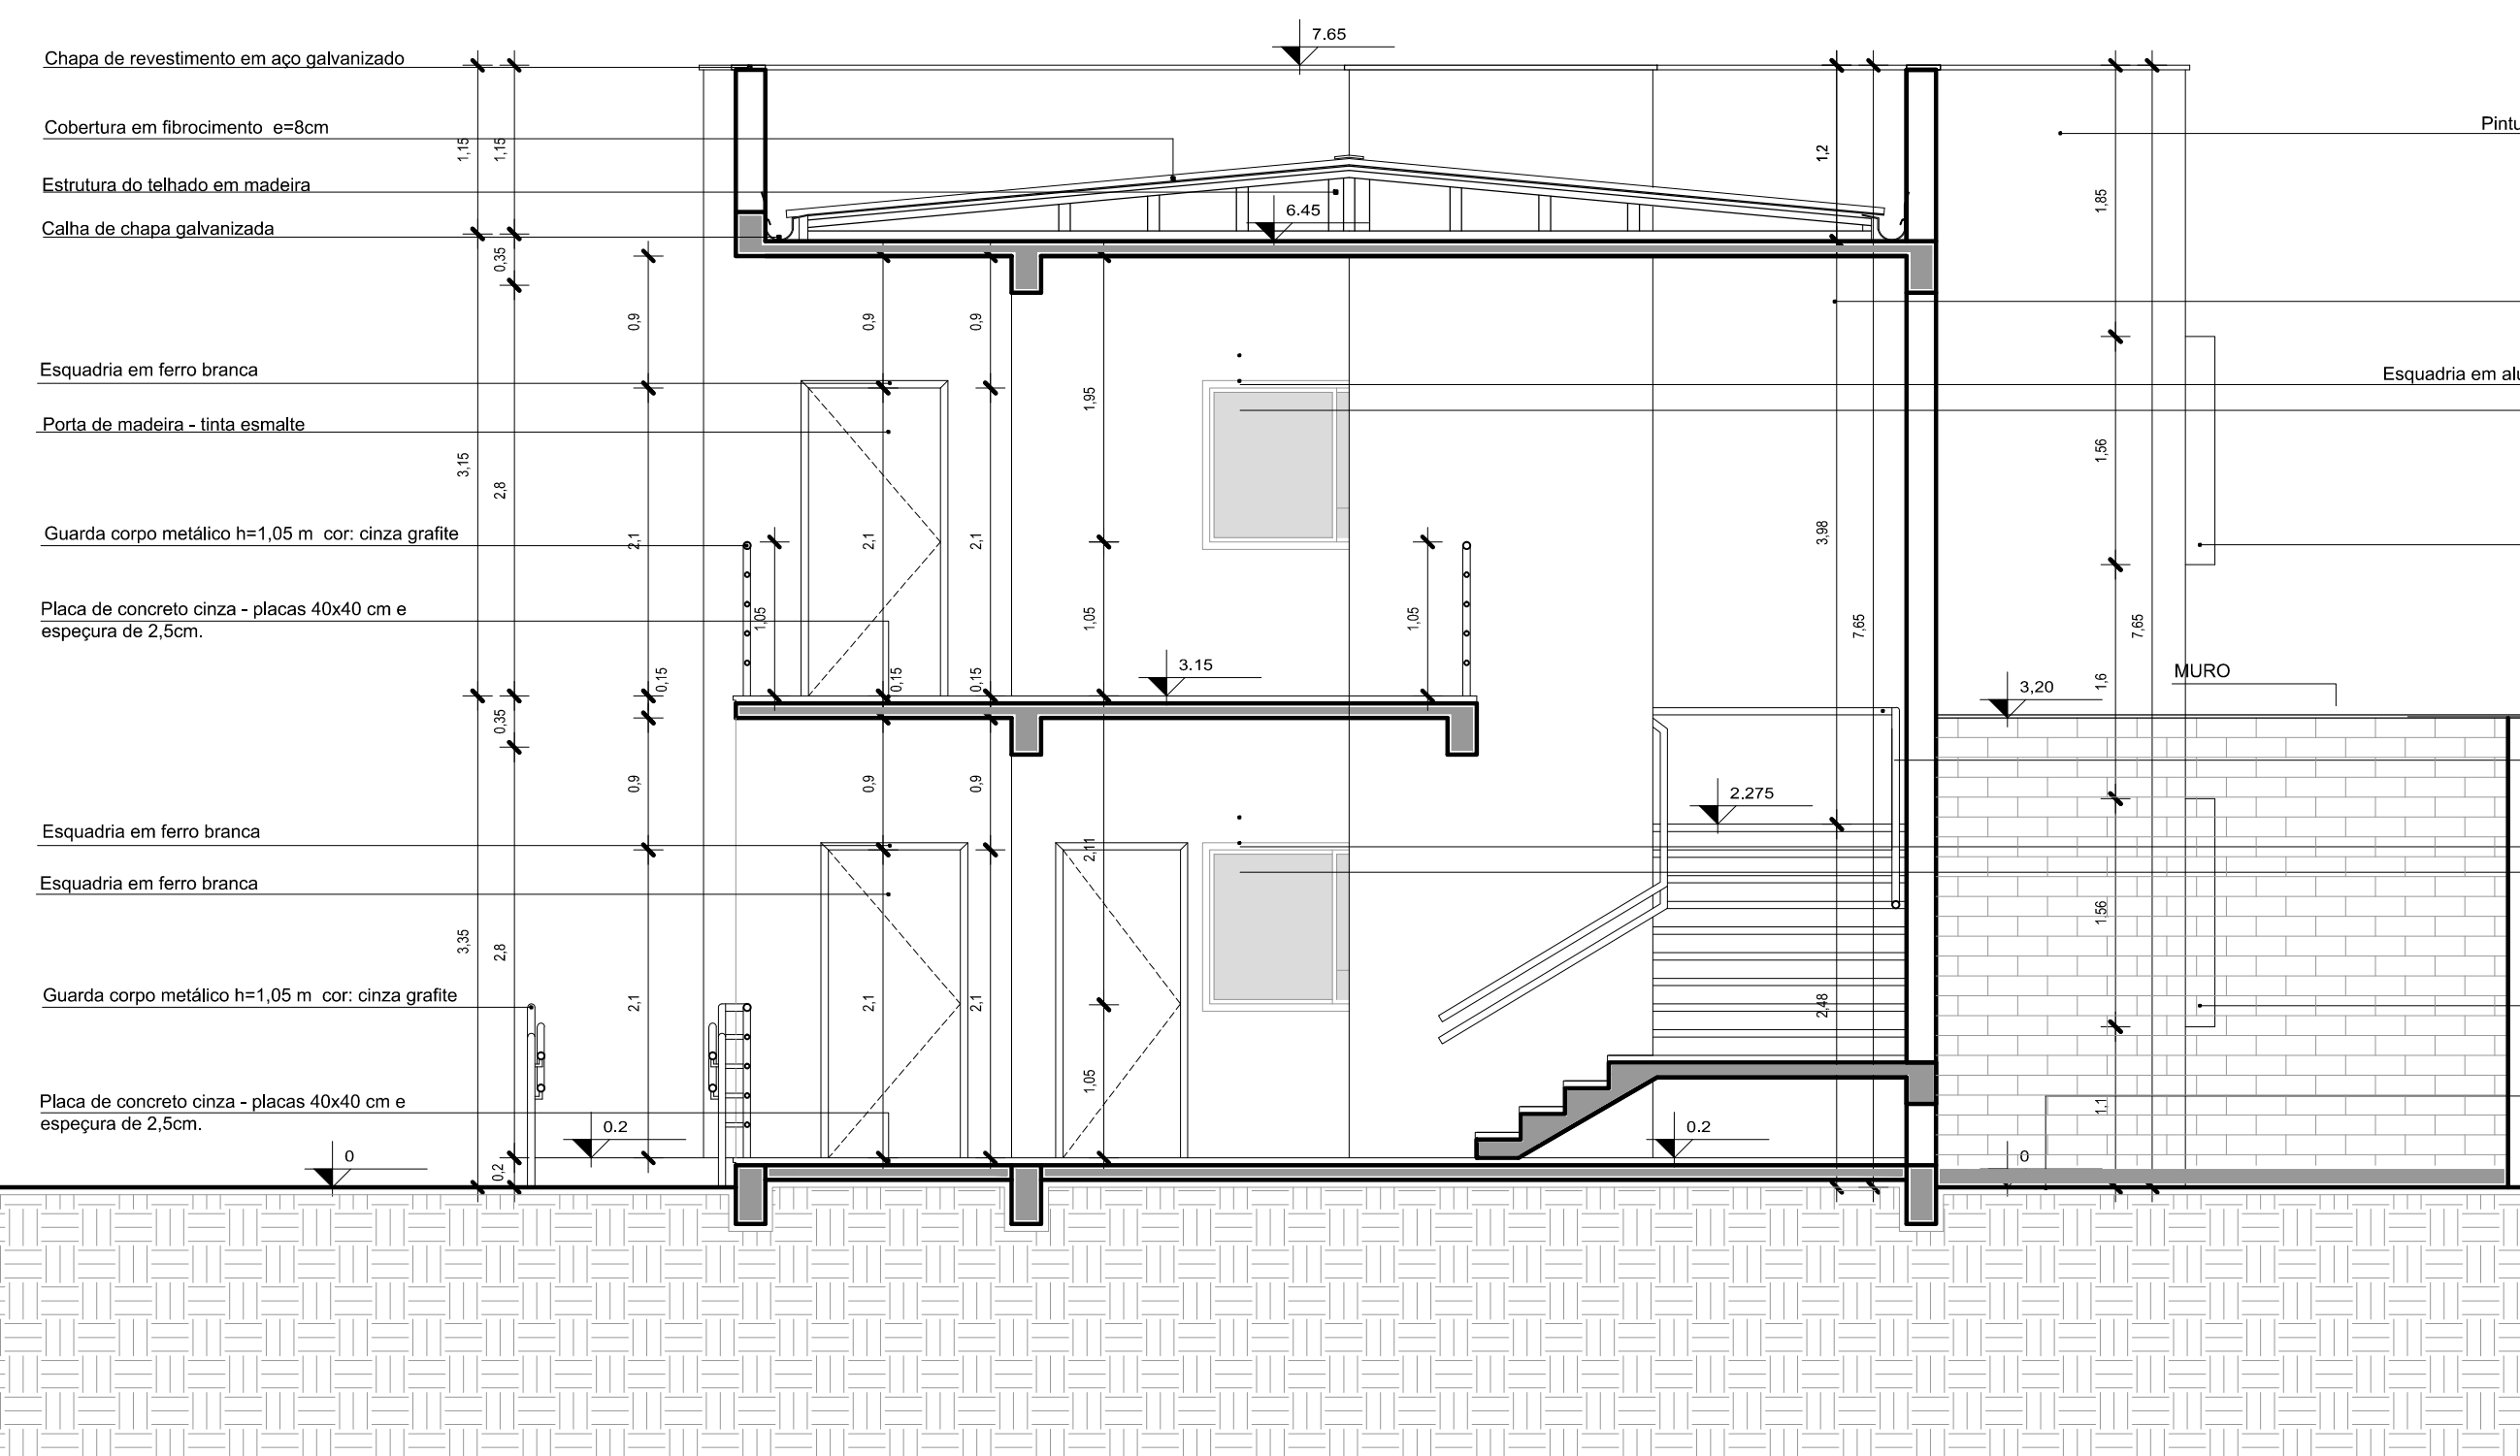 7.65
Chapa de revestimento em aço galvanizado
Cobertura em fibrocimento e=8cm
Pintu
1,15
1,15
1,2
Estrutura do telhado em madeira
1,85
6.45
Calha de chapa galvanizada
0,35
0,9
0,9
0,9
Esquadria em ferro branca
Esquadria em alu
1,95
Porta de madeira - tinta esmalte
1,56
3,15
2,8
Guarda corpo metálico h=1,05 m cor: cinza grafite
2,1
2,1
2,1
3,98
Placa de concreto cinza - placas 40x40 cm e
espeçura de 2,5cm.
1,05
1,05
1,05
7,65
7,65
3.15
MURO
0,15
0,15
0,15
1,6
3,20
0,35
2.275
0,9
0,9
0,9
Esquadria em ferro branca
2,11
Esquadria em ferro branca
1,56
3,35
2,8
Guarda corpo metálico h=1,05 m cor: cinza grafite
2,1
2,1
2,1
2,48
1,05
Placa de concreto cinza - placas 40x40 cm e
espeçura de 2,5cm.
1,1
0.2
0.2
0
0
0,2